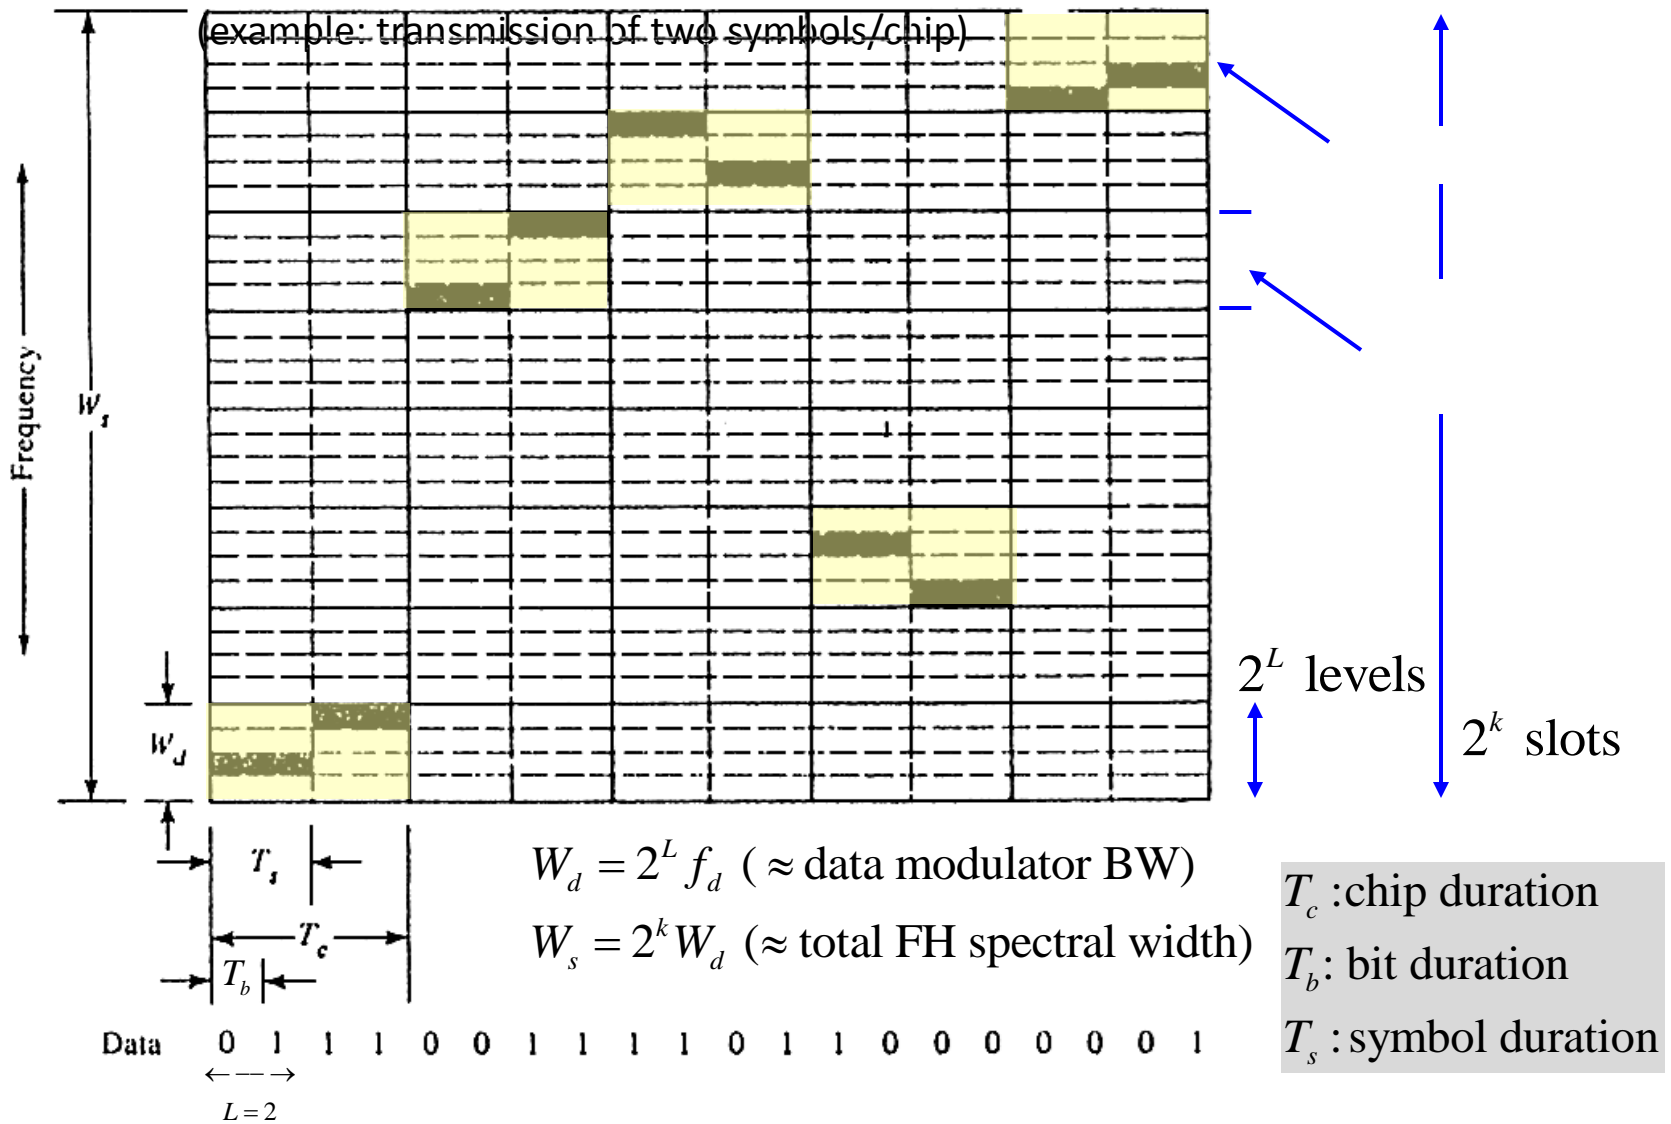 (example: transmission of two symbols/chip)
Frequency
W_s
W_d
2^L levels
2^k slots
T_s
T_c
T_b
W_d = 2^L f_d (≈ data modulator BW)
W_s = 2^k W_d (≈ total FH spectral width)
T_c :chip duration
T_b: bit duration
T_s :symbol duration
Data 0 1 1 1 0 0 1 1 1 1 0 1 1 0 0 0 0 0 0 1
L = 2